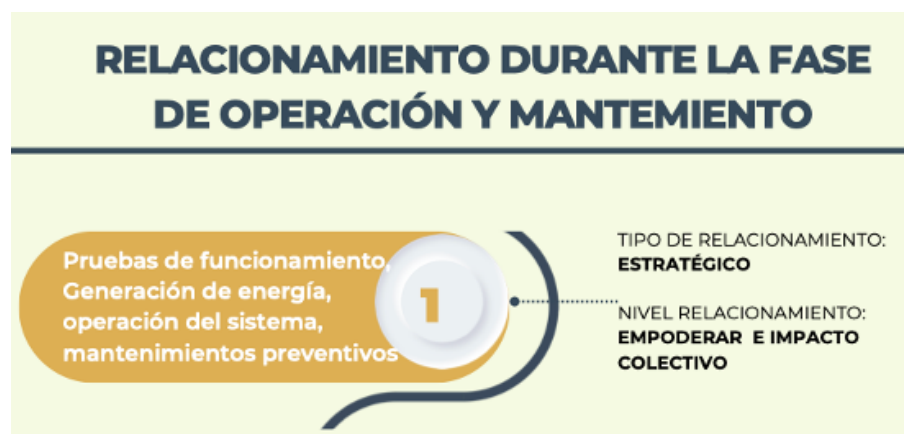 RELACIONAMIENTO DURANTE LA FASE
DE OPERACIÓN Y MANTEMIENTO
Pruebas de funcionamiento,
Generación de energía,
operación del sistema,
mantenimientos preventivos
1
TIPO DE RELACIONAMIENTO:
ESTRATÉGICO
NIVEL RELACIONAMIENTO:
EMPODERAR E IMPACTO
COLECTIVO